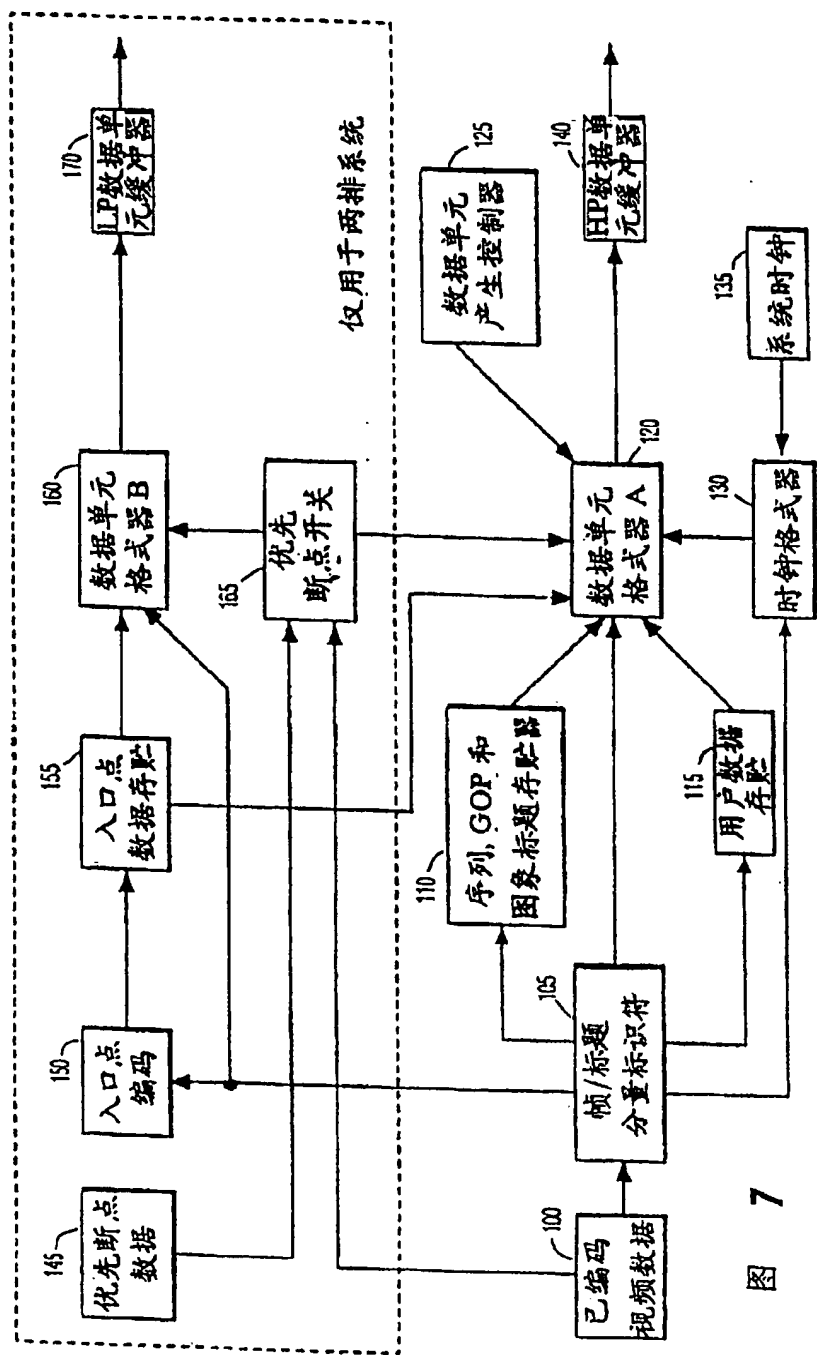 145
优先断点
数据
150
入口点
编码
155
入口点
数据存贮
160
数据单元
格式器 B
170
LP数据单
元缓冲器
165
优先
断点开关
仅用于两排系统
110
序列, GOP 和
图象标题存贮器
125
数据单元
产生控制器
100
已编码
视频数据
105
帧/标题
分量标识符
120
数据单元
格式器 A
140
HP数据单
元缓冲器
115
用户数据
存贮
130
时钟格式器
135
系统时钟
图 7